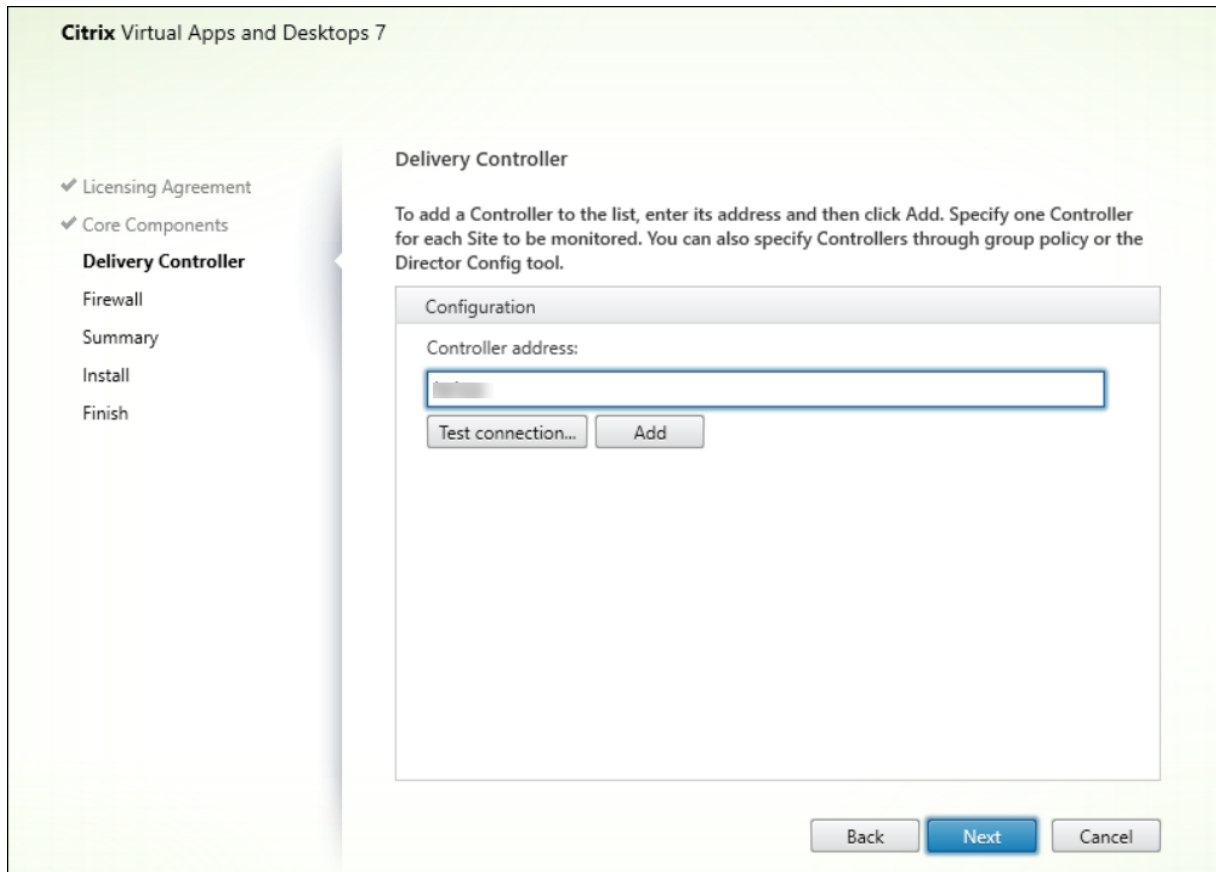 Citrix Virtual Apps and Desktops 7
Licensing Agreement
Core Components
Delivery Controller
Firewall
Summary
Install
Finish
Delivery Controller
To add a Controller to the list, enter its address and then click Add. Specify one Controller
for each Site to be monitored. You can also specify Controllers through group policy or the
Director Config tool.
Configuration
Controller address:
Test connection... Add
Back Next Cancel